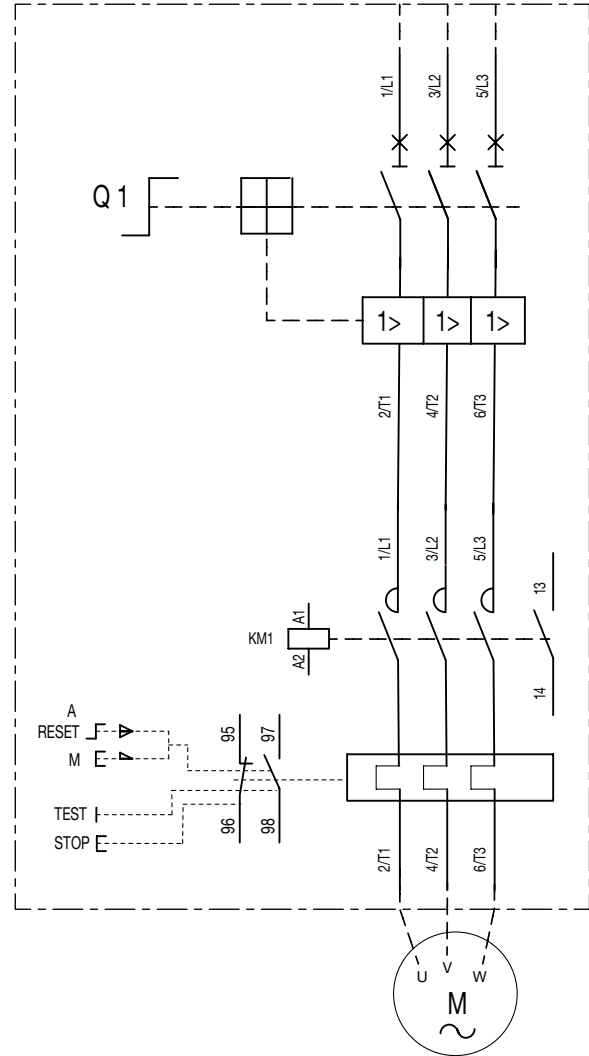 1/L1 3/L2 5/L3
Q1
1> 1> 1>
2/T1 4/T2 6/T3
1/L1 3/L2 5/L3 13
A1
KM1
A2
14
A
RESET 95 97
M
TEST
96 98
STOP
2/T1 4/T2 6/T3
U V W
M